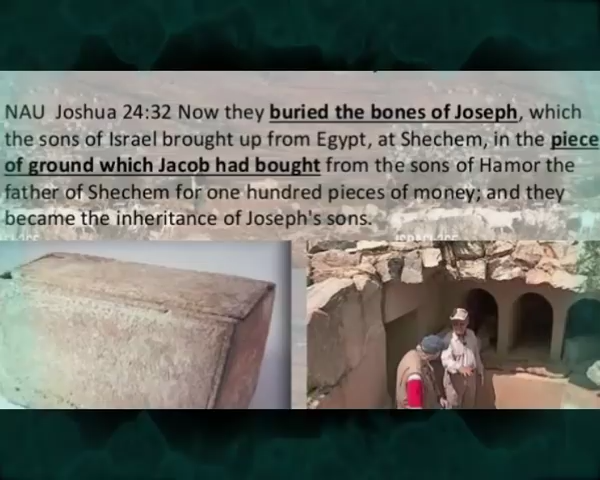 NAU Joshua 24:32 Now they buried the bones of Joseph, which
the sons of Israel brought up from Egypt, at Shechem, in the piece
of ground which Jacob had bought from the sons of Hamor the
father of Shechem for one hundred pieces of money; and they
became the inheritance of Joseph's sons.